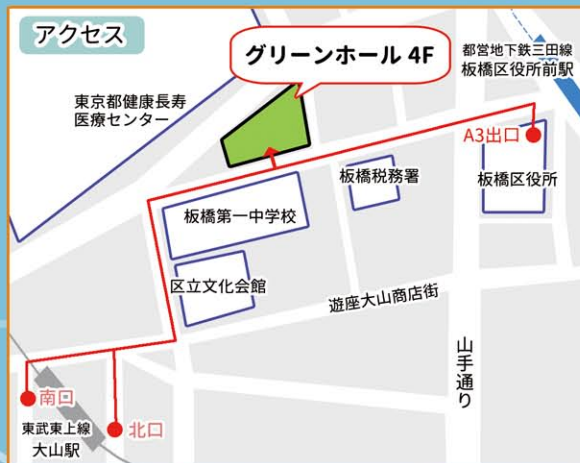 アクセス
グリーンホール 4F
都営地下鉄三田線
板橋区役所前駅
東京都健康長寿
医療センター
A3出口
板橋税務署
板橋区役所
板橋第一中学校
区立文化会館
遊座大山商店街
山手通り
南口
北口
東武東上線
大山駅